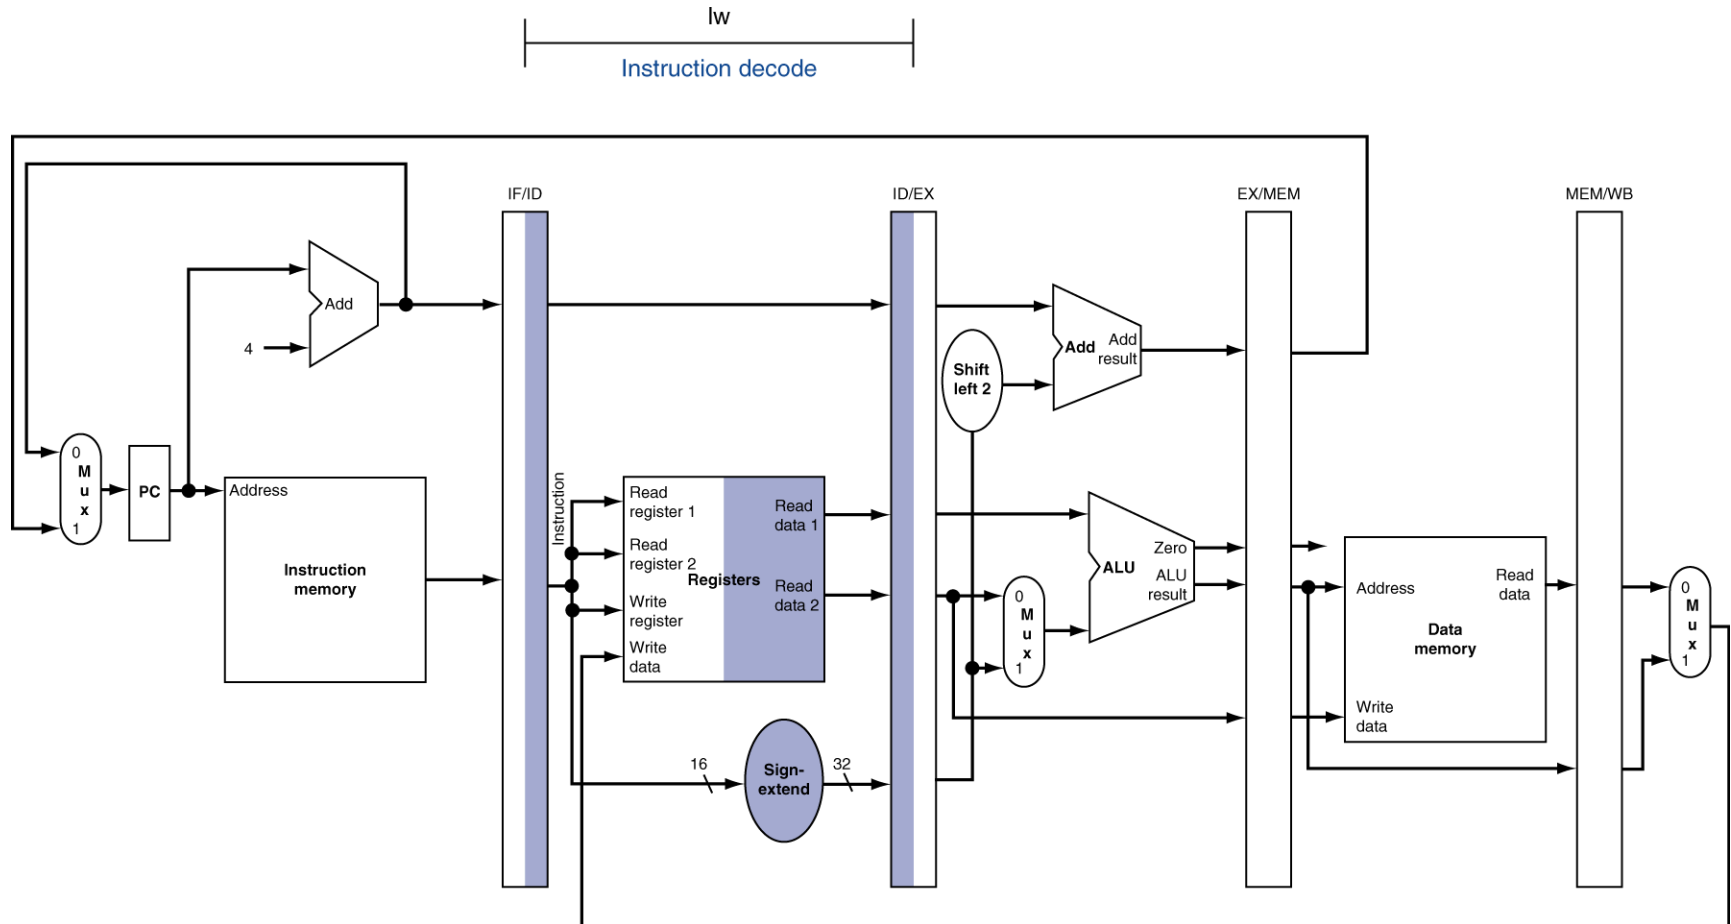 lw
Instruction decode
IF/ID
ID/EX
EX/MEM
MEM/WB
Add
4
Add
Add
result
Shift
left 2
0
M
u
x
1
PC
Address
Instruction
memory
Instruction
Read
register 1
Read
register 2
Write
register
Write
data
Registers
Read
data 1
Read
data 2
16
Sign-
extend
32
0
M
u
x
1
ALU
Zero
ALU
result
Address
Read
data
Data
memory
Write
data
0
M
u
x
1